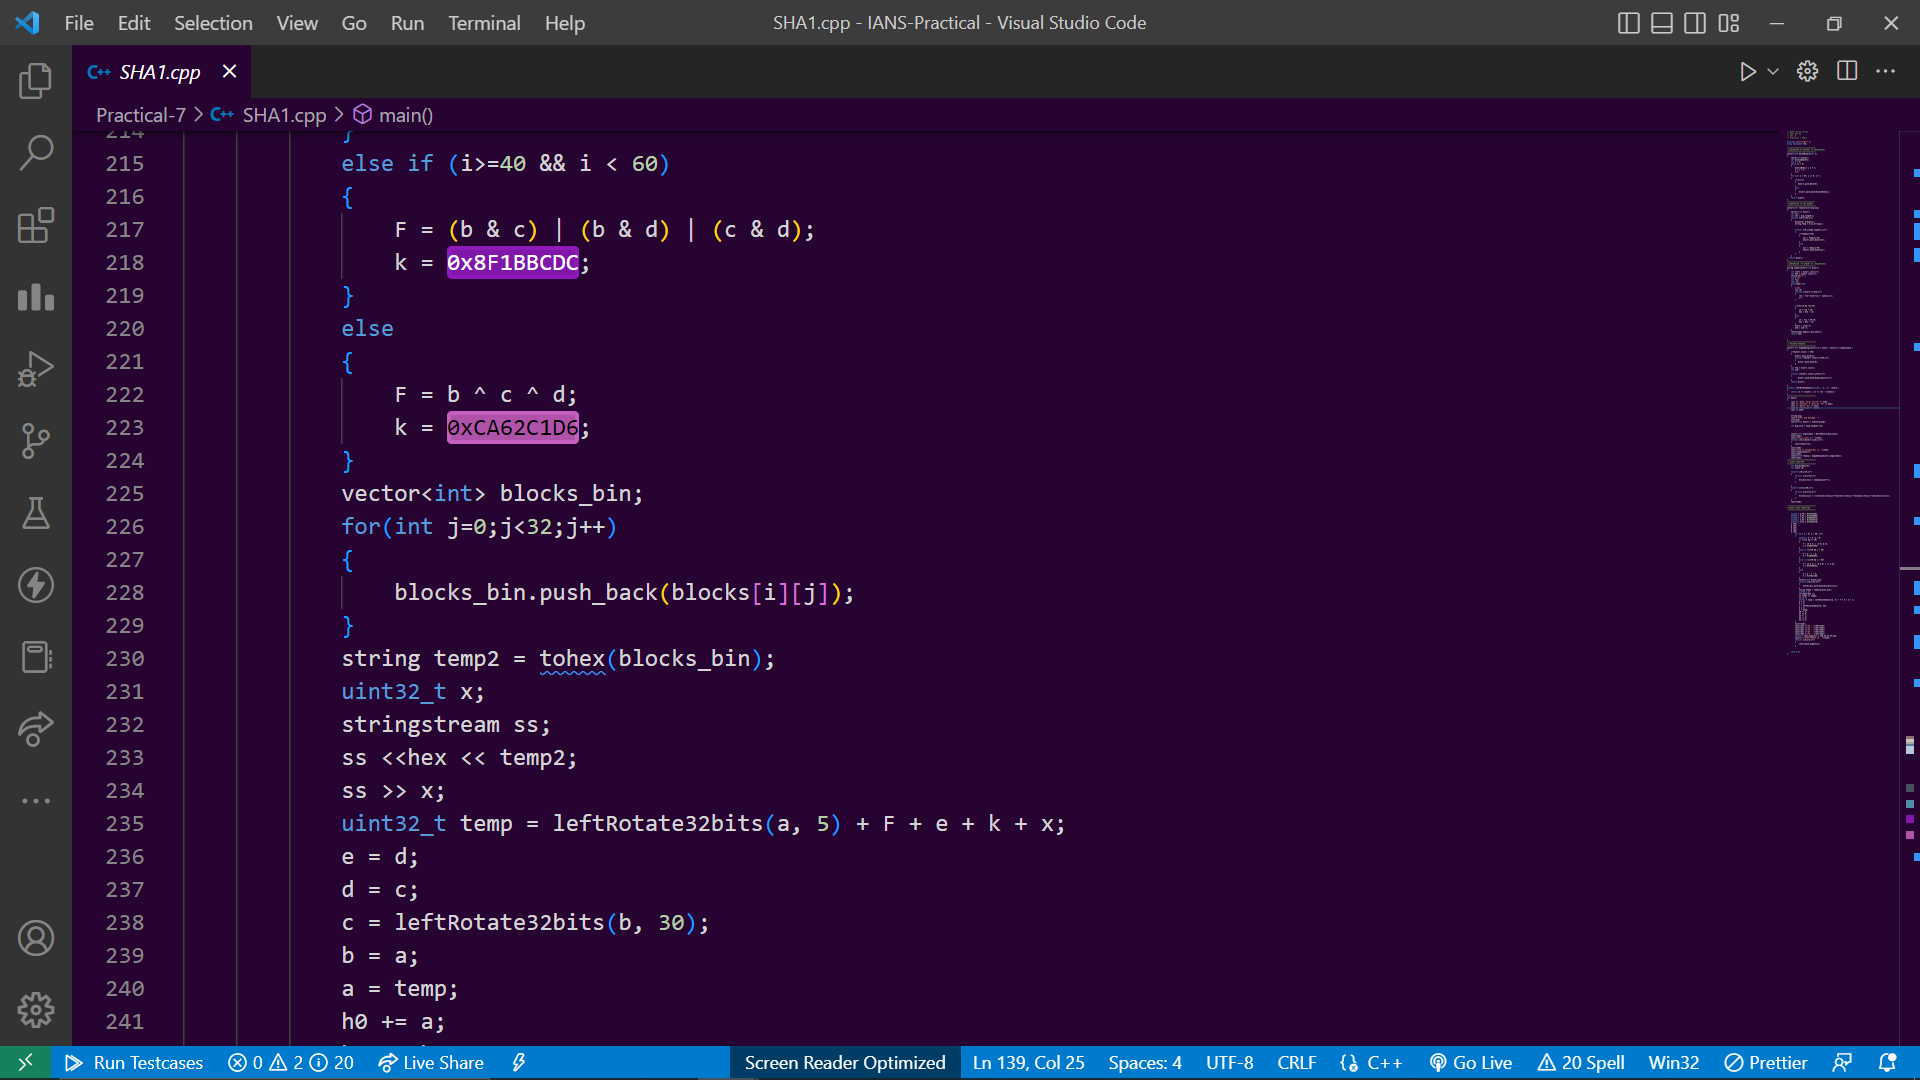 File Edit Selection View Go Run Terminal Help SHA1.cpp - IANS-Practical - Visual Studio Code
C++ SHA1.cpp
Practical-7 > C++ SHA1.cpp > main()
214 }
215 else if (i>=40 && i < 60)
216 {
217 F = (b & c) | (b & d) | (c & d);
218 k = 0x8F1BBCDC;
219 }
220 else
221 {
222 F = b ^ c ^ d;
223 k = 0xCA62C1D6;
224 }
225 vector<int> blocks_bin;
226 for(int j=0;j<32;j++)
227 {
228 blocks_bin.push_back(blocks[i][j]);
229 }
230 string temp2 = tohex(blocks_bin);
231 uint32_t x;
232 stringstream ss;
233 ss <<hex << temp2;
234 ss >> x;
235 uint32_t temp = leftRotate32bits(a, 5) + F + e + k + x;
236 e = d;
237 d = c;
238 c = leftRotate32bits(b, 30);
239 b = a;
240 a = temp;
241 h0 += a;
Run Testcases 0 2 20 Live Share Screen Reader Optimized Ln 139, Col 25 Spaces: 4 UTF-8 CRLF C++ Go Live 20 Spell Win32 Prettier